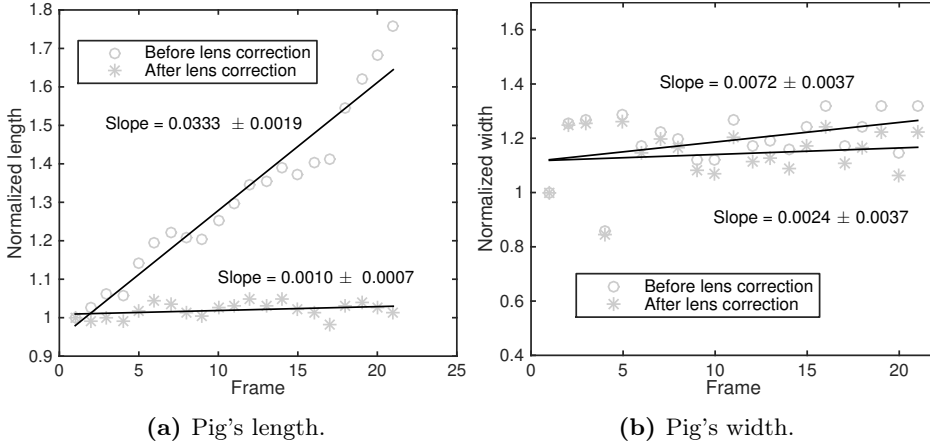 1.8
1.7
1.6
1.5
1.4
1.3
1.2
1.1
1
0.9
0
5
10
15
20
25
Normalized length
Frame
Before lens correction
After lens correction
Slope = 0.0333 ± 0.0019
Slope = 0.0010 ± 0.0007
(a) Pig's length.
1.6
1.4
1.2
1
0.8
0.6
0.4
0
5
10
15
20
Normalized width
Frame
Slope = 0.0072 ± 0.0037
Slope = 0.0024 ± 0.0037
Before lens correction
After lens correction
(b) Pig's width.